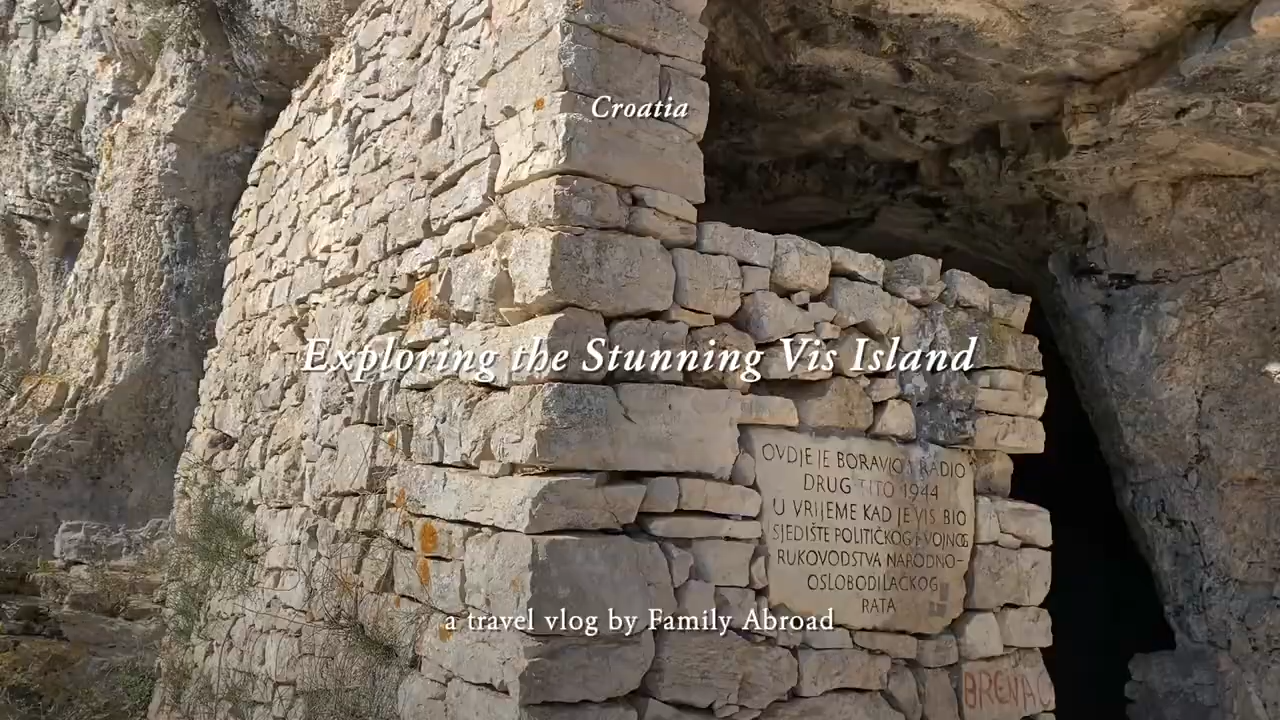 Croatia
Exploring the Stunning Vis Island
OVDJE JE BORAVIO I RADIO
DRUG TITO 1944
U VRIJEME KAD JE VIS BIO
SJEDIŠTE POLITIČKOG I VOJNOG
RUKOVODSTVA NARODNO-
OSLOBODILAČKOG
RATA
a travel vlog by Family Abroad